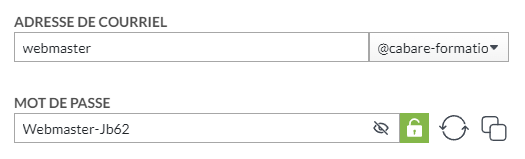 ADRESSE DE COURRIEL
webmaster @cabare-formatio
MOT DE PASSE
Webmaster-Jb62